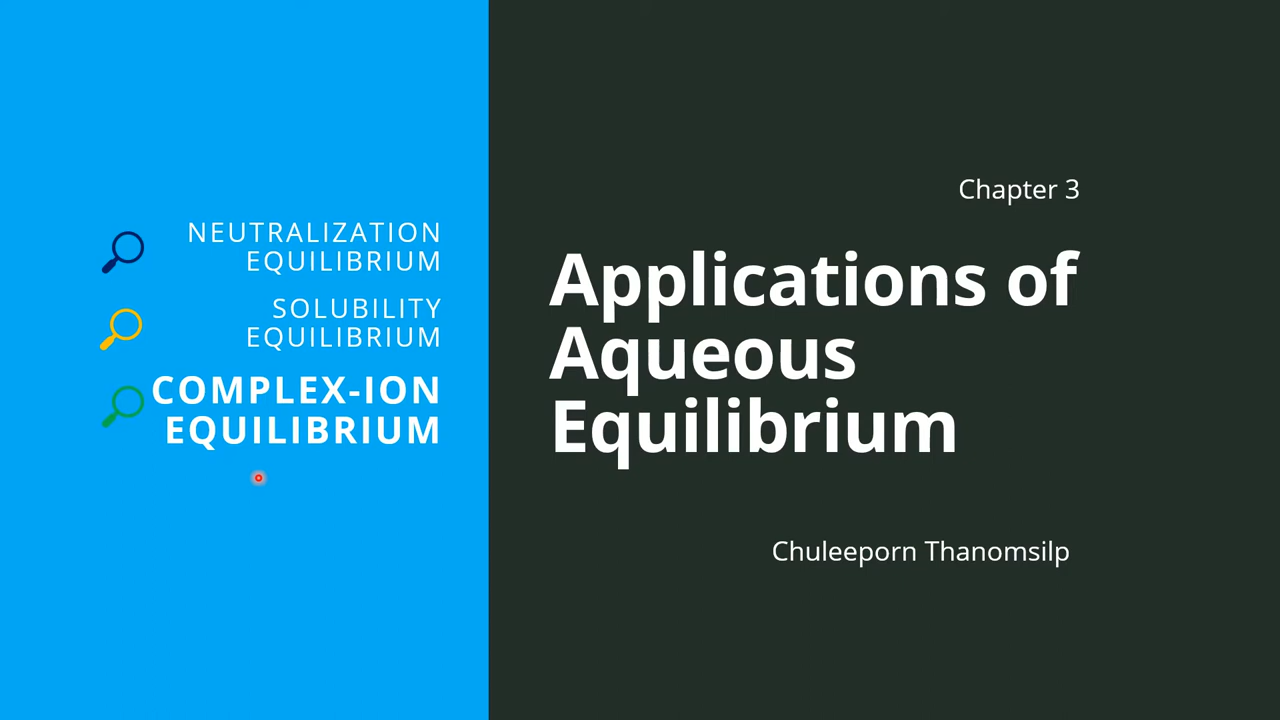 NEUTRALIZATION
EQUILIBRIUM
SOLUBILITY
EQUILIBRIUM
COMPLEX-ION
EQUILIBRIUM
Chapter 3
Applications of
Aqueous
Equilibrium
Chuleeporn Thanomsilp